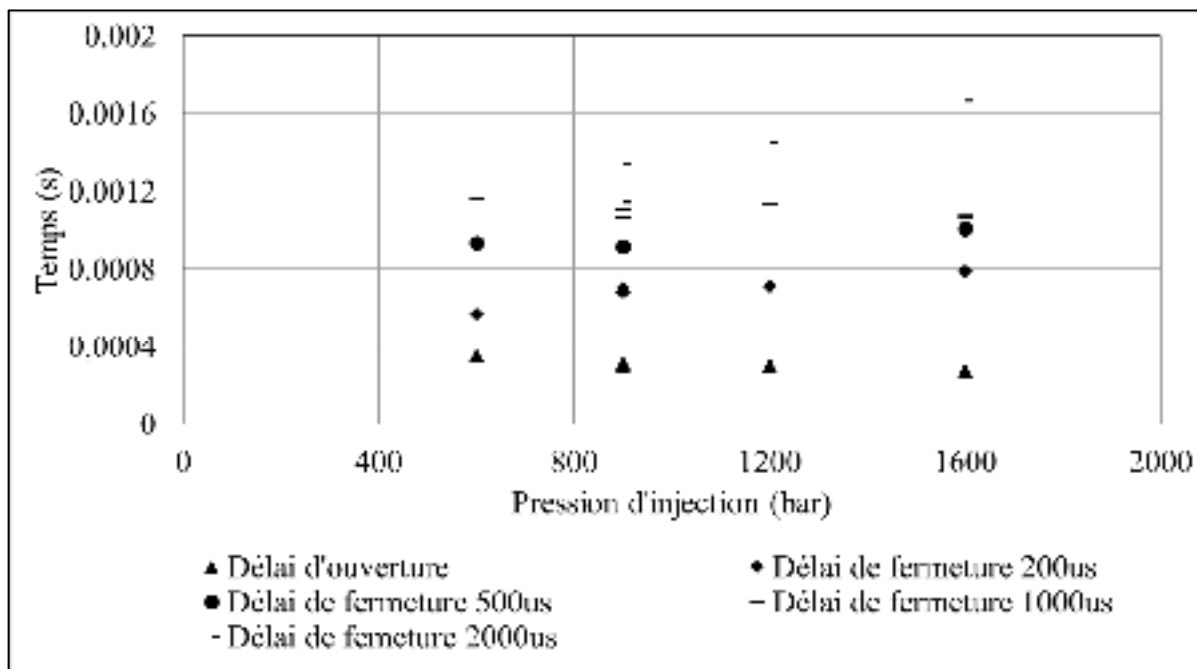 0.002
0.0016
0.0012
0.0008
0.0004
0
Temps (s)
0
400
800
1200
1600
2000
Pression d'injection (bar)
Délai d'ouverture
Délai de fermeture 200us
Délai de fermeture 500us
Délai de fermeture 1000us
Délai de femeture 2000us